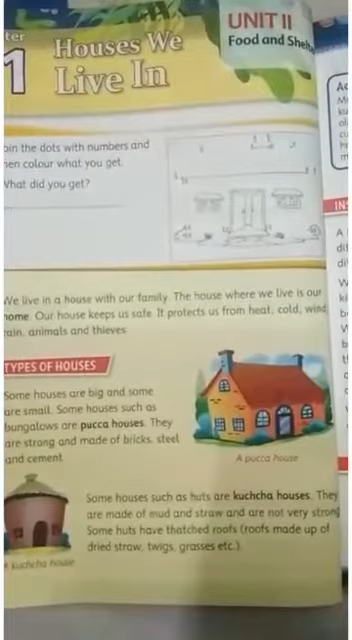 ter
1
UNIT II
Food and Shelte
Houses We
Live In
oin the dots with numbers and
hen colour what you get.
What did you get?
We live in a house with our family. The house where we live is our
home. Our house keeps us safe. It protects us from heat, cold, wind,
rain, animals and thieves.
TYPES OF HOUSES
Some houses are big and some
are small. Some houses such as
bungalows are pucca houses. They
are strong and made of bricks, steel
and cement.
A pucca house
Some houses such as huts are kuchcha houses. They
are made of mud and straw and are not very strong
Some huts have thatched roofs (roofs made up of
dried straw, twigs, grasses etc.).
kuchcha house